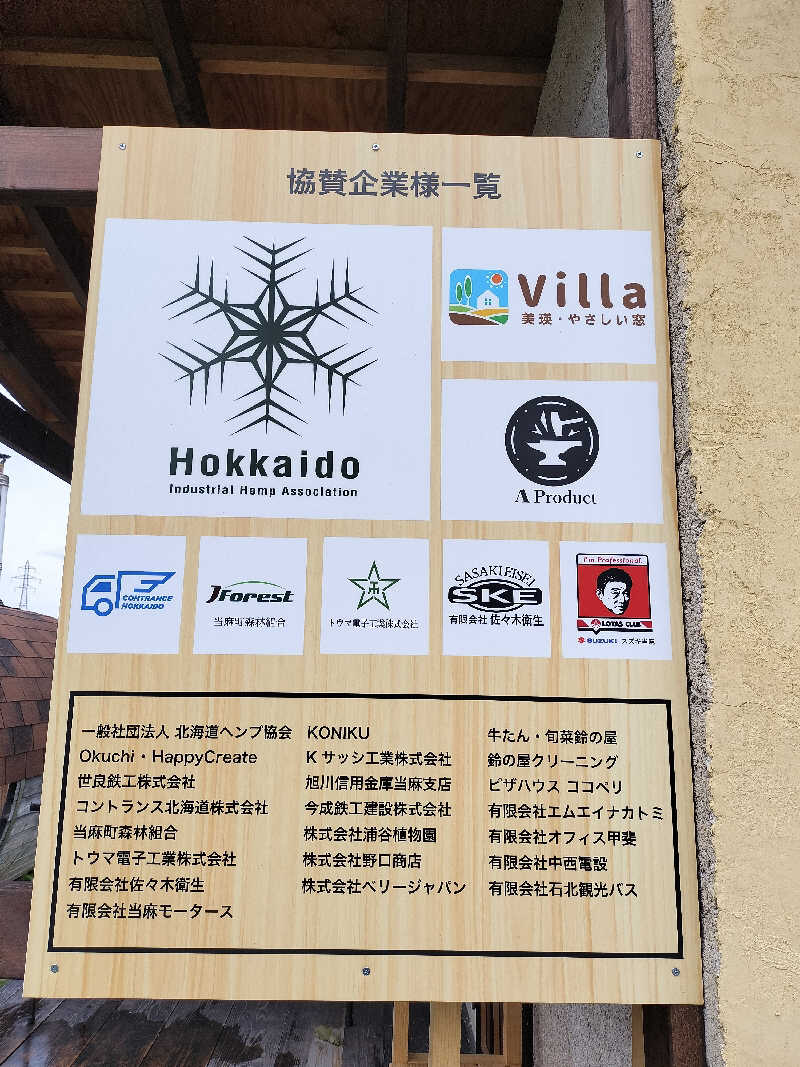 協賛企業様一覧
Hokkaido
Industrial Hemp Association
Villa
美瑛・やさしい窓
A Product
CONTRANCE
HOKKAIDO
JForest
当麻町森林組合
トウマ電子工業株式会社
SASAKI EISEI
SKE
有限会社 佐々木衛生
I'm Professional.
LOTAS CLUB
SUZUKI スズキ当麻
一般社団法人 北海道ヘンプ協会
Okuchi・HappyCreate
世良鉄工株式会社
コントランス北海道株式会社
当麻町森林組合
トウマ電子工業株式会社
有限会社佐々木衛生
有限会社当麻モータース
KONIKU
K サッシ工業株式会社
旭川信用金庫当麻支店
今成鉄工建設株式会社
株式会社浦谷植物園
株式会社野口商店
株式会社ベリージャパン
牛たん・旬菜鈴の屋
鈴の屋クリーニング
ピザハウス ココペリ
有限会社エムエイナカトミ
有限会社オフィス甲斐
有限会社中西電設
有限会社石北観光バス